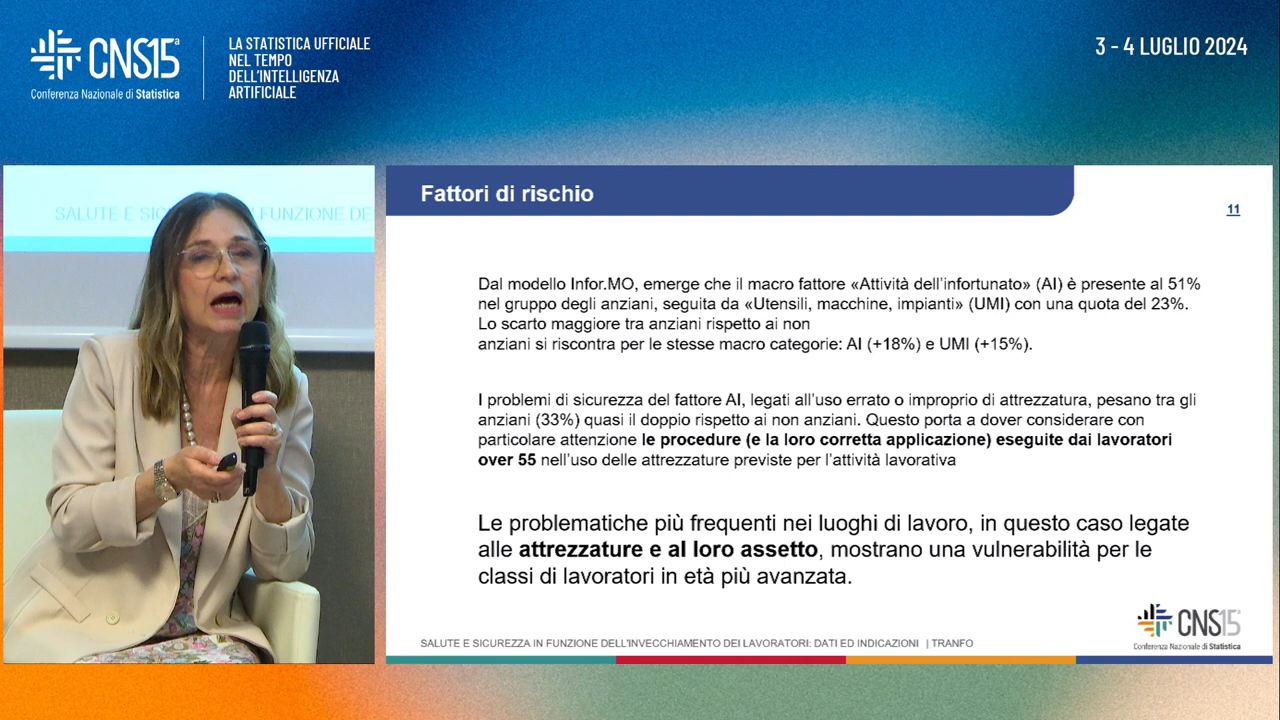 CNS15ª
Conferenza Nazionale di Statistica
LA STATISTICA UFFICIALE
NEL TEMPO
DELL'INTELLIGENZA
ARTIFICIALE
3 - 4 LUGLIO 2024
SALUTE E SIC
I FUNZIONE DE
Fattori di rischio
11
Dal modello Infor.MO, emerge che il macro fattore «Attività dell'infortunato» (AI) è presente al 51%
nel gruppo degli anziani, seguita da «Utensili, macchine, impianti» (UMI) con una quota del 23%.
Lo scarto maggiore tra anziani rispetto ai non
anziani si riscontra per le stesse macro categorie: AI (+18%) e UMI (+15%).
I problemi di sicurezza del fattore AI, legati all'uso errato o improprio di attrezzatura, pesano tra gli
anziani (33%) quasi il doppio rispetto ai non anziani. Questo porta a dover considerare con
particolare attenzione le procedure (e la loro corretta applicazione) eseguite dai lavoratori
over 55 nell'uso delle attrezzature previste per l'attività lavorativa
Le problematiche più frequenti nei luoghi di lavoro, in questo caso legate
alle attrezzature e al loro assetto, mostrano una vulnerabilità per le
classi di lavoratori in età più avanzata.
SALUTE E SICUREZZA IN FUNZIONE DELL'INVECCHIAMENTO DEI LAVORATORI: DATI ED INDICAZIONI | TRANFO
CNS15
Conferenza Nazionale di Statistica